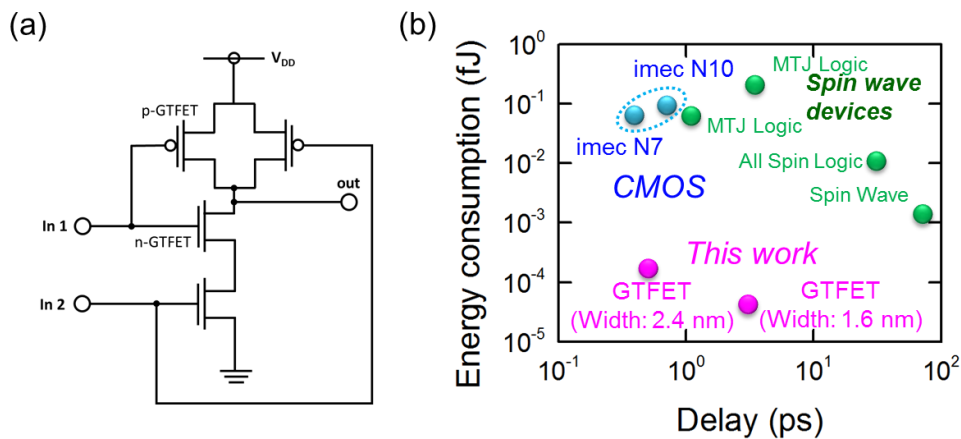 (a)
V_DD
p-GTFET
out
In 1
n-GTFET
In 2
(b)
Energy consumption (fJ)
10^0
10^-1
10^-2
10^-3
10^-4
10^-5
imec N10
MTJ Logic
Spin wave
devices
imec N7
MTJ Logic
CMOS
All Spin Logic
Spin Wave
This work
GTFET
(Width: 2.4 nm)
GTFET
(Width: 1.6 nm)
10^-1
10^0
10^1
10^2
Delay (ps)